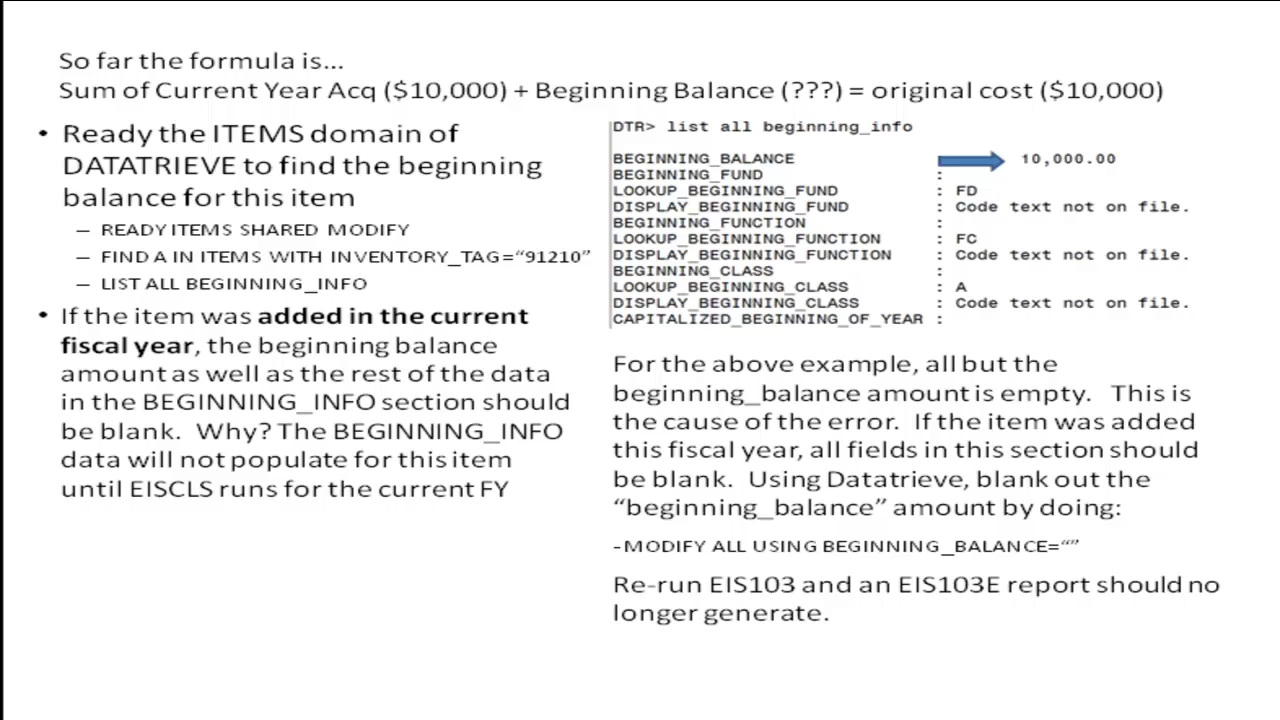 So far the formula is...
Sum of Current Year Acq ($10,000) + Beginning Balance (???) = original cost ($10,000)
• Ready the ITEMS domain of
DATATRIEVE to find the beginning
balance for this item
– READY ITEMS SHARED MODIFY
– FIND A IN ITEMS WITH INVENTORY_TAG=“91210”
– LIST ALL BEGINNING_INFO
• If the item was added in the current
fiscal year, the beginning balance
amount as well as the rest of the data
in the BEGINNING_INFO section should
be blank. Why? The BEGINNING_INFO
data will not populate for this item
until EISCLS runs for the current FY
DTR> list all beginning_info
BEGINNING_BALANCE 10,000.00
BEGINNING_FUND :
LOOKUP_BEGINNING_FUND : FD
DISPLAY_BEGINNING_FUND : Code text not on file.
BEGINNING_FUNCTION :
LOOKUP_BEGINNING_FUNCTION : FC
DISPLAY_BEGINNING_FUNCTION : Code text not on file.
BEGINNING_CLASS :
LOOKUP_BEGINNING_CLASS : A
DISPLAY_BEGINNING_CLASS : Code text not on file.
CAPITALIZED_BEGINNING_OF_YEAR :
For the above example, all but the
beginning_balance amount is empty. This is
the cause of the error. If the item was added
this fiscal year, all fields in this section should
be blank. Using Datatrieve, blank out the
“beginning_balance” amount by doing:
-MODIFY ALL USING BEGINNING_BALANCE=“”
Re-run EIS103 and an EIS103E report should no
longer generate.